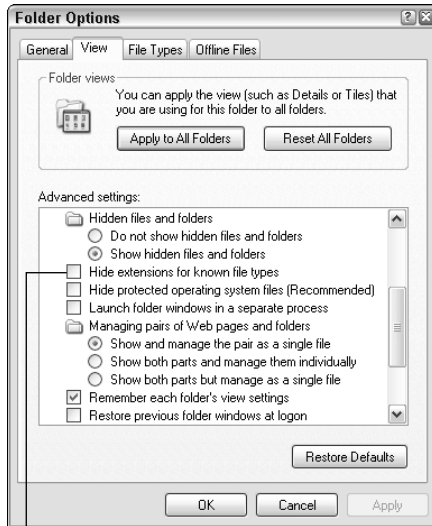 Folder Options
General View File Types Offline Files
Folder views
You can apply the view (such as Details or Tiles) that
you are using for this folder to all folders.
Apply to All Folders Reset All Folders
Advanced settings:
Hidden files and folders
Do not show hidden files and folders
Show hidden files and folders
Hide extensions for known file types
Hide protected operating system files (Recommended)
Launch folder windows in a separate process
Managing pairs of Web pages and folders
Show and manage the pair as a single file
Show both parts and manage them individually
Show both parts but manage as a single file
Remember each folder's view settings
Restore previous folder windows at logon
Restore Defaults
OK Cancel Apply